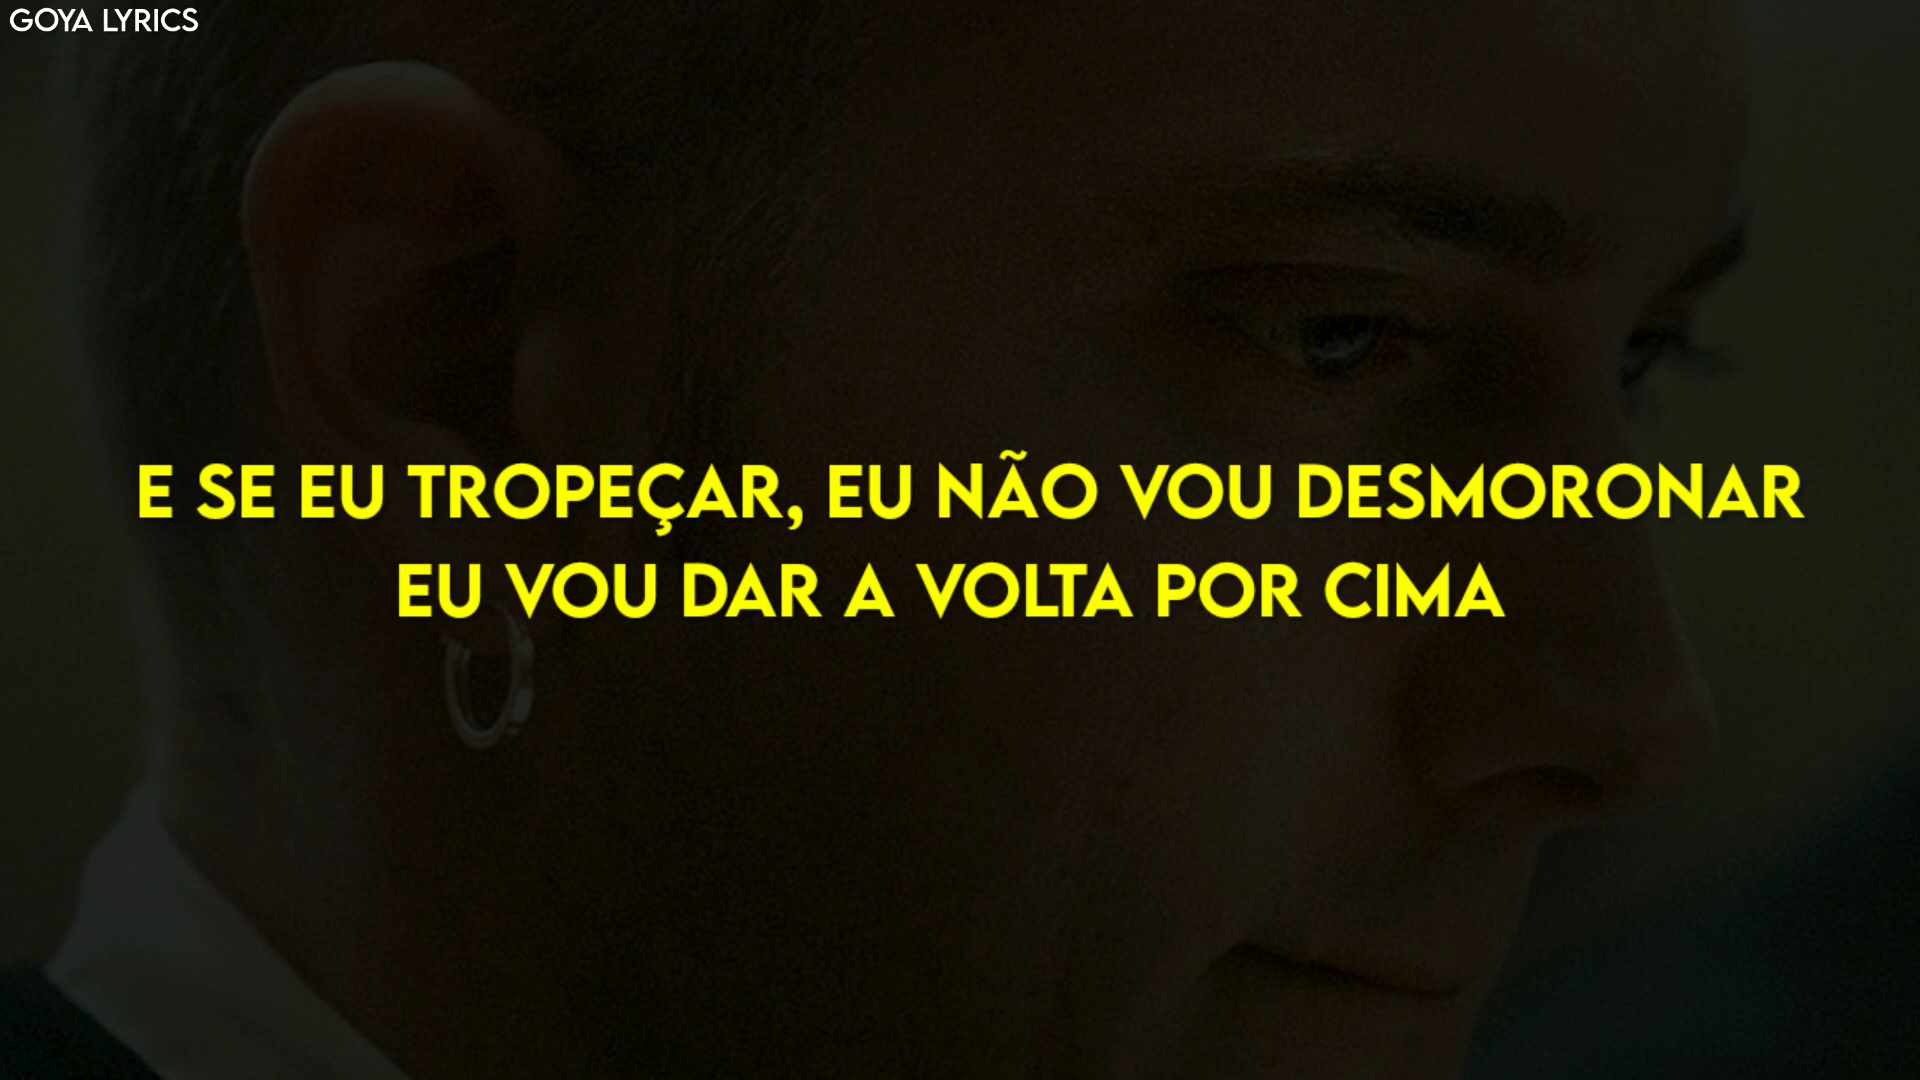 GOYA LYRICS
E SE EU TROPEÇAR, EU NÃO VOU DESMORONAR
EU VOU DAR A VOLTA POR CIMA